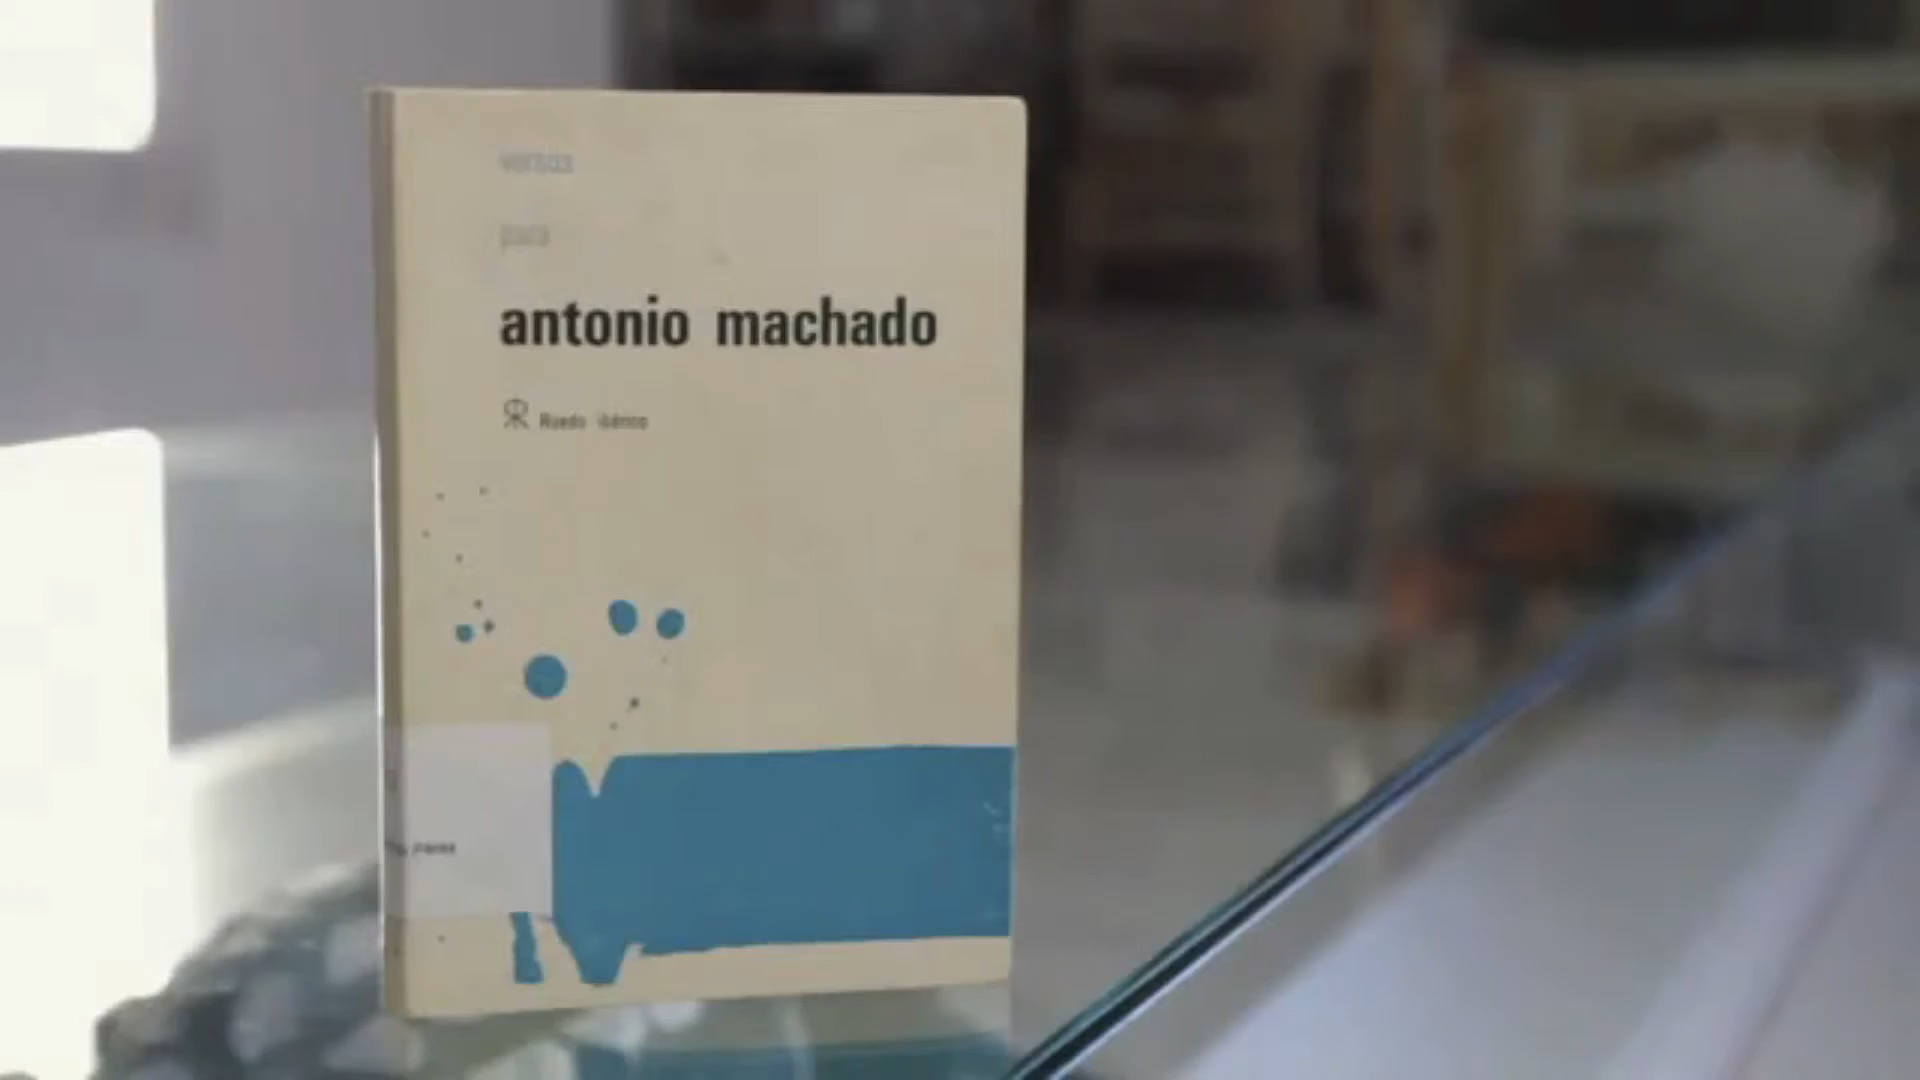 versos
para
antonio machado
Ruedo ibérico